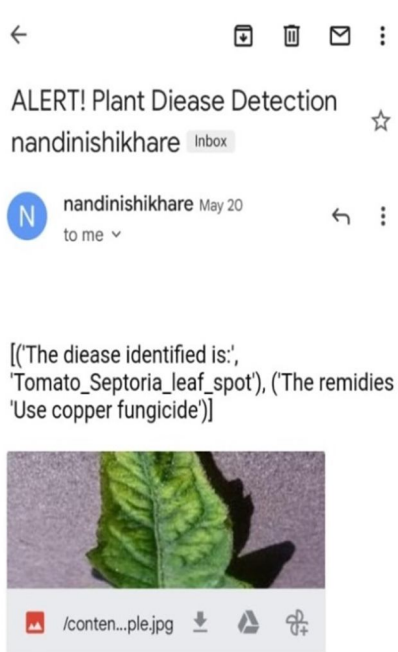 ALERT! Plant Diease Detection
nandinishikhare Inbox
N
nandinishikhare May 20
to me
[('The diease identified is:',
'Tomato_Septoria_leaf_spot'), ('The remidies
'Use copper fungicide')]
/conten...ple.jpg